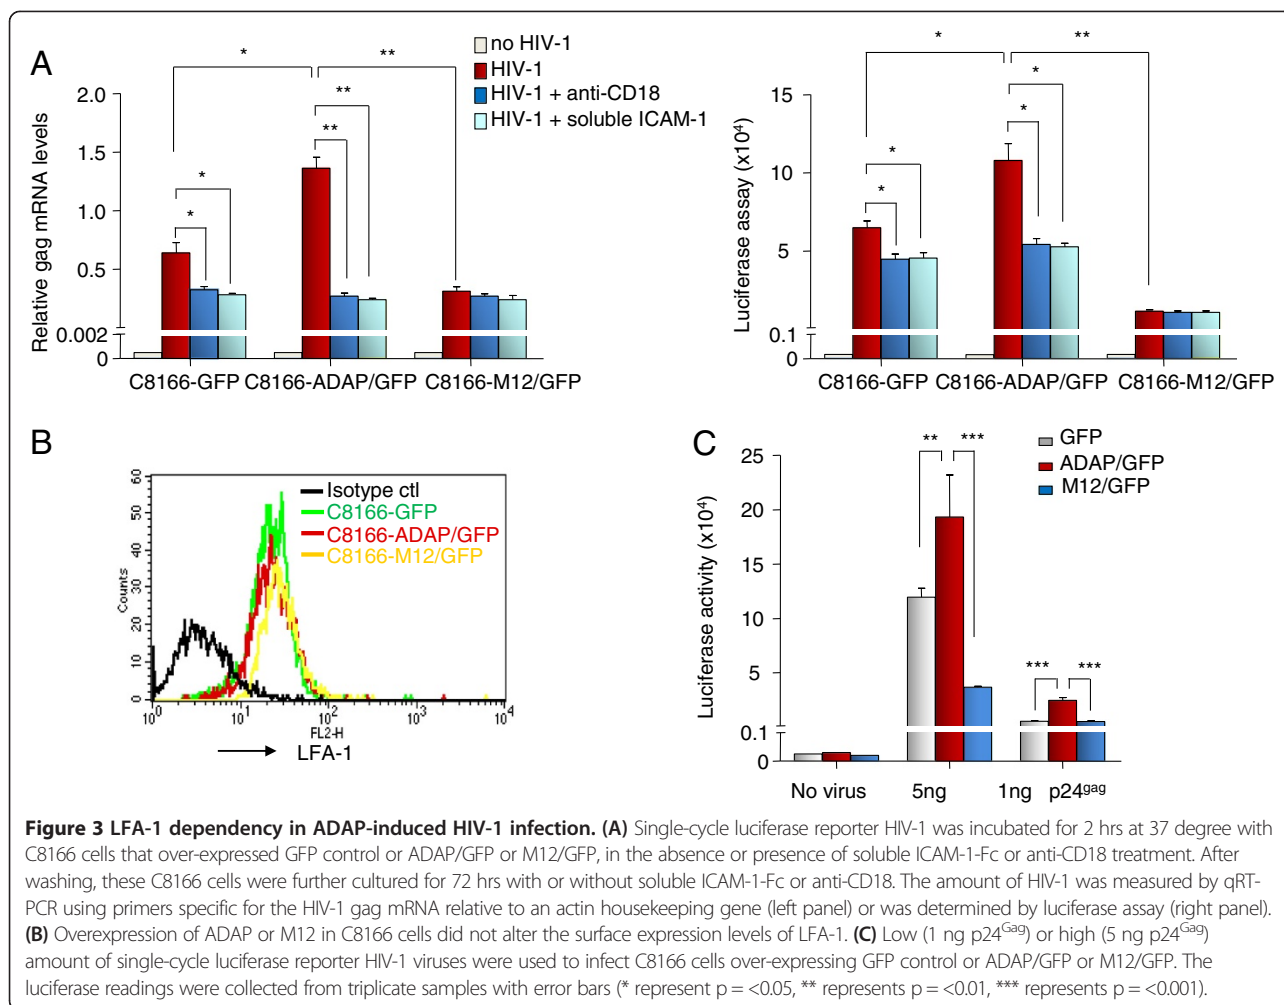 A
no HIV-1
HIV-1
HIV-1 + anti-CD18
HIV-1 + soluble ICAM-1
* ** ** ** * *
Relative gag mRNA levels
2.0
1.5
1.0
0.5
0.002
0
C8166-GFP C8166-ADAP/GFP C8166-M12/GFP
* ** * * * *
Luciferase assay (x10⁴)
15
10
5
0.1
0
C8166-GFP C8166-ADAP/GFP C8166-M12/GFP
B
Isotype ctl
C8166-GFP
C8166-ADAP/GFP
C8166-M12/GFP
Counts
60
50
40
30
20
10
0
10⁰ 10¹ 10² 10³ 10⁴
FL2-H
LFA-1
C
GFP
ADAP/GFP
M12/GFP
** *** *** ***
Luciferase activity (x10⁴)
25
20
15
10
5
0.1
0
No virus 5ng 1ng p24ᵍᵃᵍ
Figure 3 LFA-1 dependency in ADAP-induced HIV-1 infection. (A) Single-cycle luciferase reporter HIV-1 was incubated for 2 hrs at 37 degree with
C8166 cells that over-expressed GFP control or ADAP/GFP or M12/GFP, in the absence or presence of soluble ICAM-1-Fc or anti-CD18 treatment. After
washing, these C8166 cells were further cultured for 72 hrs with or without soluble ICAM-1-Fc or anti-CD18. The amount of HIV-1 was measured by qRT-
PCR using primers specific for the HIV-1 gag mRNA relative to an actin housekeeping gene (left panel) or was determined by luciferase assay (right panel).
(B) Overexpression of ADAP or M12 in C8166 cells did not alter the surface expression levels of LFA-1. (C) Low (1 ng p24ᴳᵃᵍ) or high (5 ng p24ᴳᵃᵍ)
amount of single-cycle luciferase reporter HIV-1 viruses were used to infect C8166 cells over-expressing GFP control or ADAP/GFP or M12/GFP. The
luciferase readings were collected from triplicate samples with error bars (* represent p = <0.05, ** represents p = <0.01, *** represents p = <0.001).